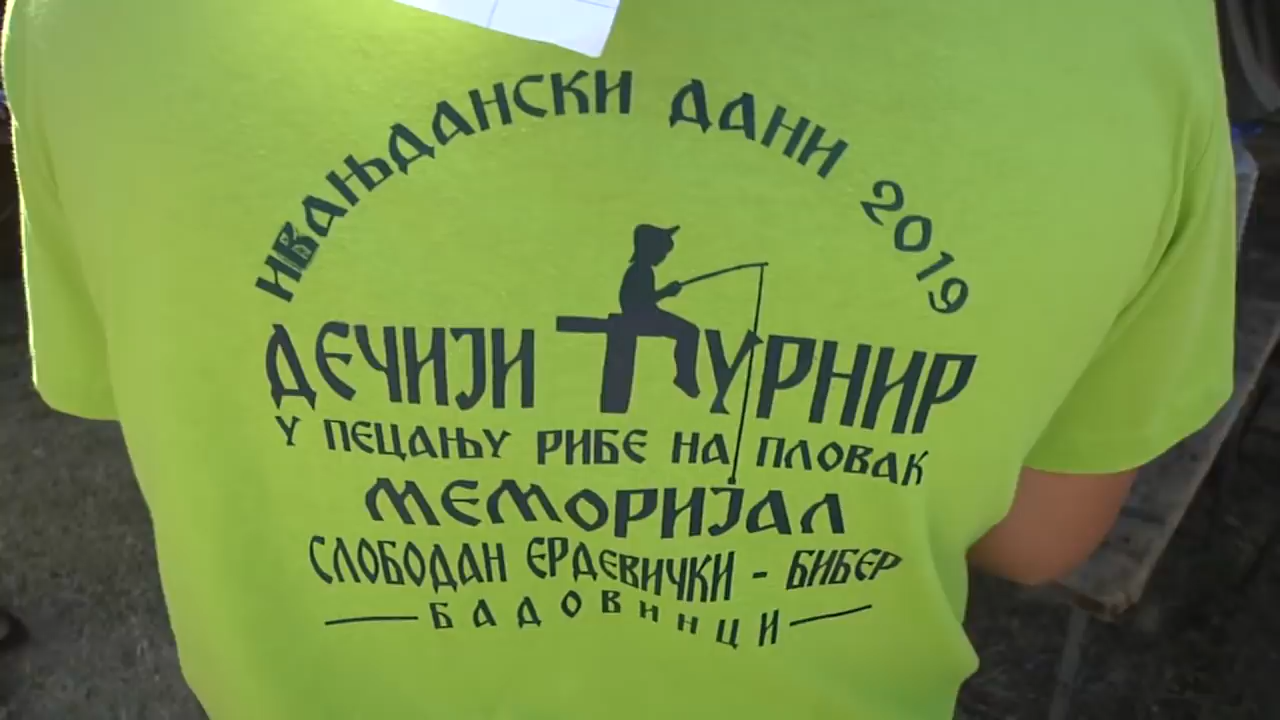 ИВАЊДАНСКИ ДАНИ 2019
ДЕЧИЈИ ТУРНИР
У ПЕЦАЊУ РИБЕ НА ПЛОВАК
МЕМОРИЈАЛ
СЛОБОДАН ЕРДЕВИЧКИ - БИБЕР
БАДОВИНЦИ